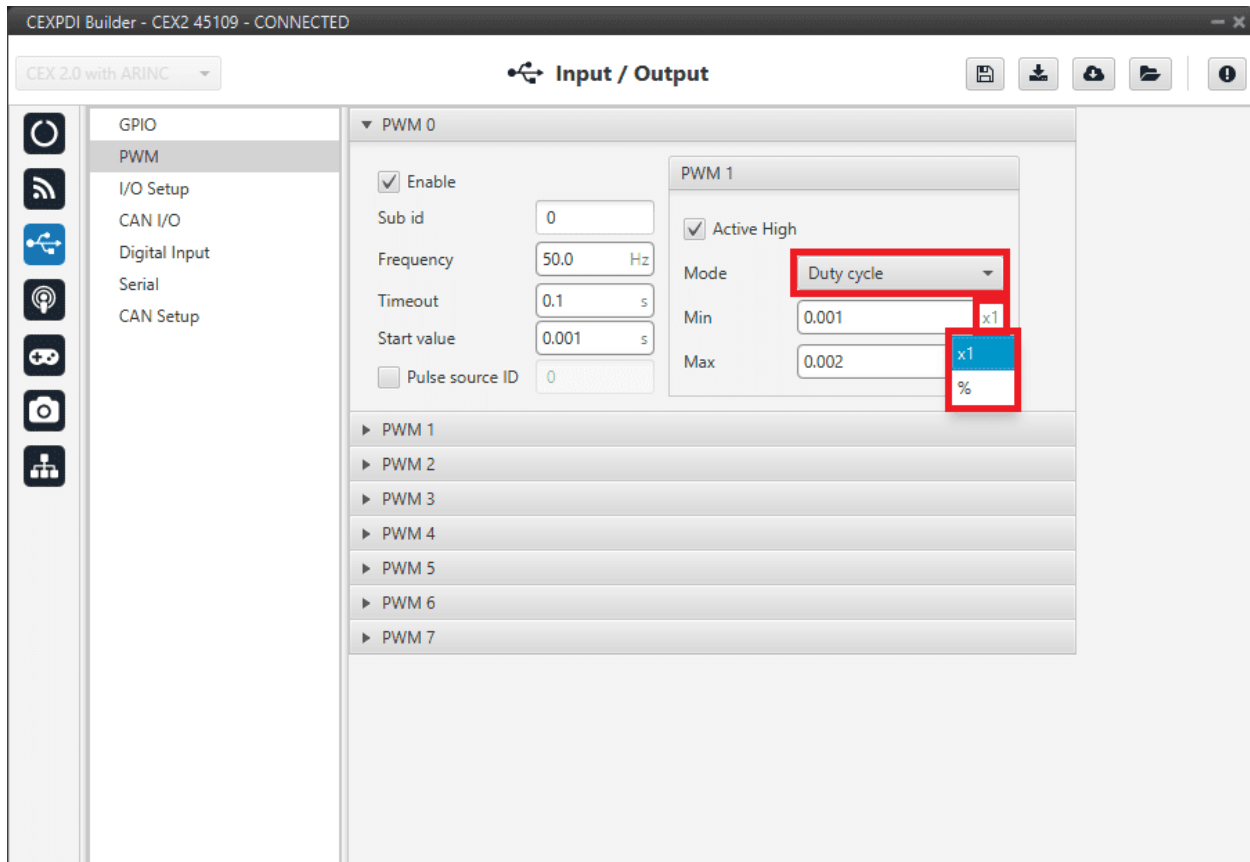 CEXPDI Builder - CEX2 45109 - CONNECTED
CEX 2.0 with ARINC
Input / Output
GPIO
PWM
I/O Setup
CAN I/O
Digital Input
Serial
CAN Setup
PWM 0
Enable
Sub id 0
Frequency 50.0 Hz
Timeout 0.1 s
Start value 0.001 s
Pulse source ID 0
PWM 1
Active High
Mode Duty cycle
Min 0.001 x1
Max 0.002
x1
%
PWM 1
PWM 2
PWM 3
PWM 4
PWM 5
PWM 6
PWM 7